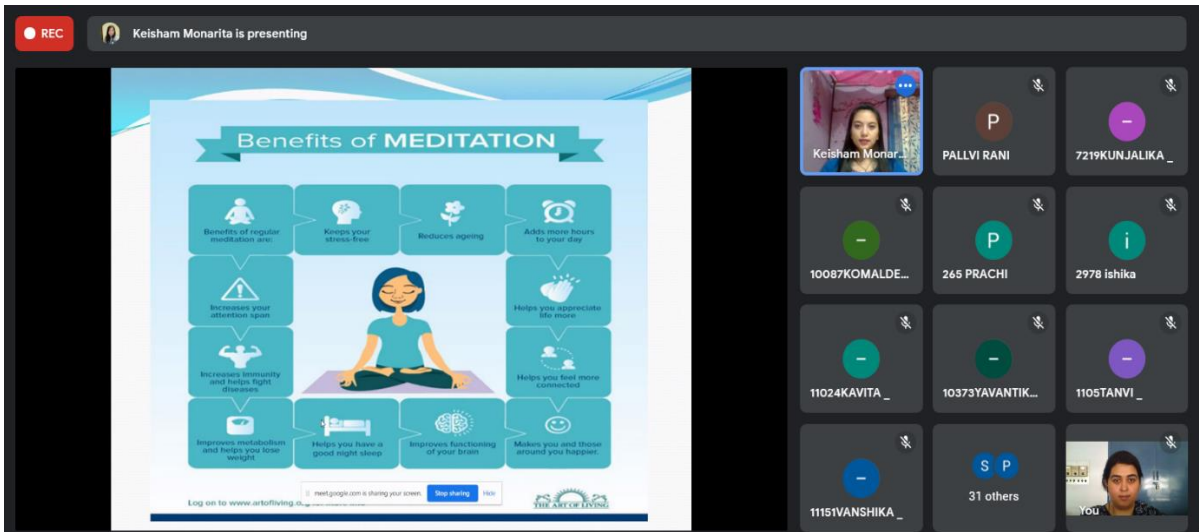 REC
Keisham Monarita is presenting
Benefits of MEDITATION
Benefits of regular
meditation are:
Keeps your
stress-free
Reduces ageing
Adds more hours
to your day
Increases your
attention span
Helps you appreciate
life more
Increases immunity
and helps fight
diseases
Helps you feel more
connected
Improves metabolism
and helps you lose
weight
Helps you have a
good night sleep
Improves functioning
of your brain
Makes you and those
around you happier.
Log on to www.artofliving.o
meet.google.com is sharing your screen.
Stop sharing
Hide
THE ART OF LIVING
Keisham Monar...
P
PALLVI RANI
-
7219KUNJALIKA _
-
10087KOMALDE...
P
265 PRACHI
i
2978 ishika
-
11024KAVITA _
-
10373YAVANTIK...
-
1105TANVI _
-
11151VANSHIKA _
S P
31 others
You